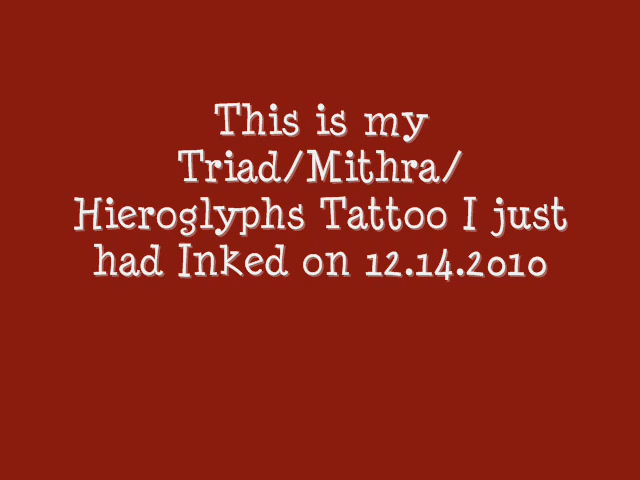 This is my
Triad/Mithra/
Hieroglyphs Tattoo I just
had Inked on 12.14.2010